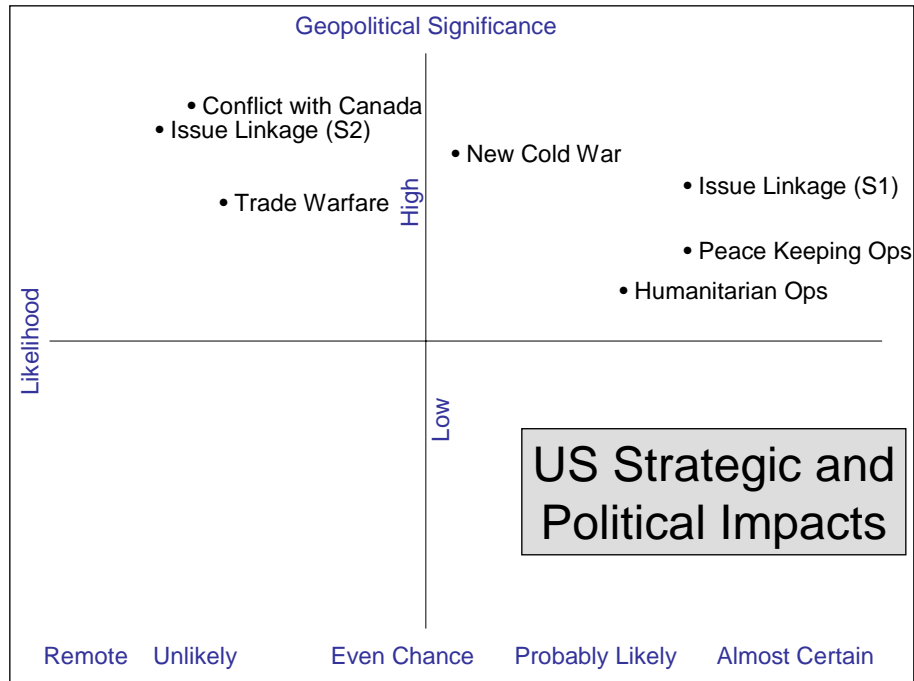 Geopolitical Significance
• Conflict with Canada
• Issue Linkage (S2)
• New Cold War
• Issue Linkage (S1)
• Trade Warfare
High
• Peace Keeping Ops
• Humanitarian Ops
Likelihood
Low
US Strategic and
Political Impacts
Remote Unlikely Even Chance Probably Likely Almost Certain